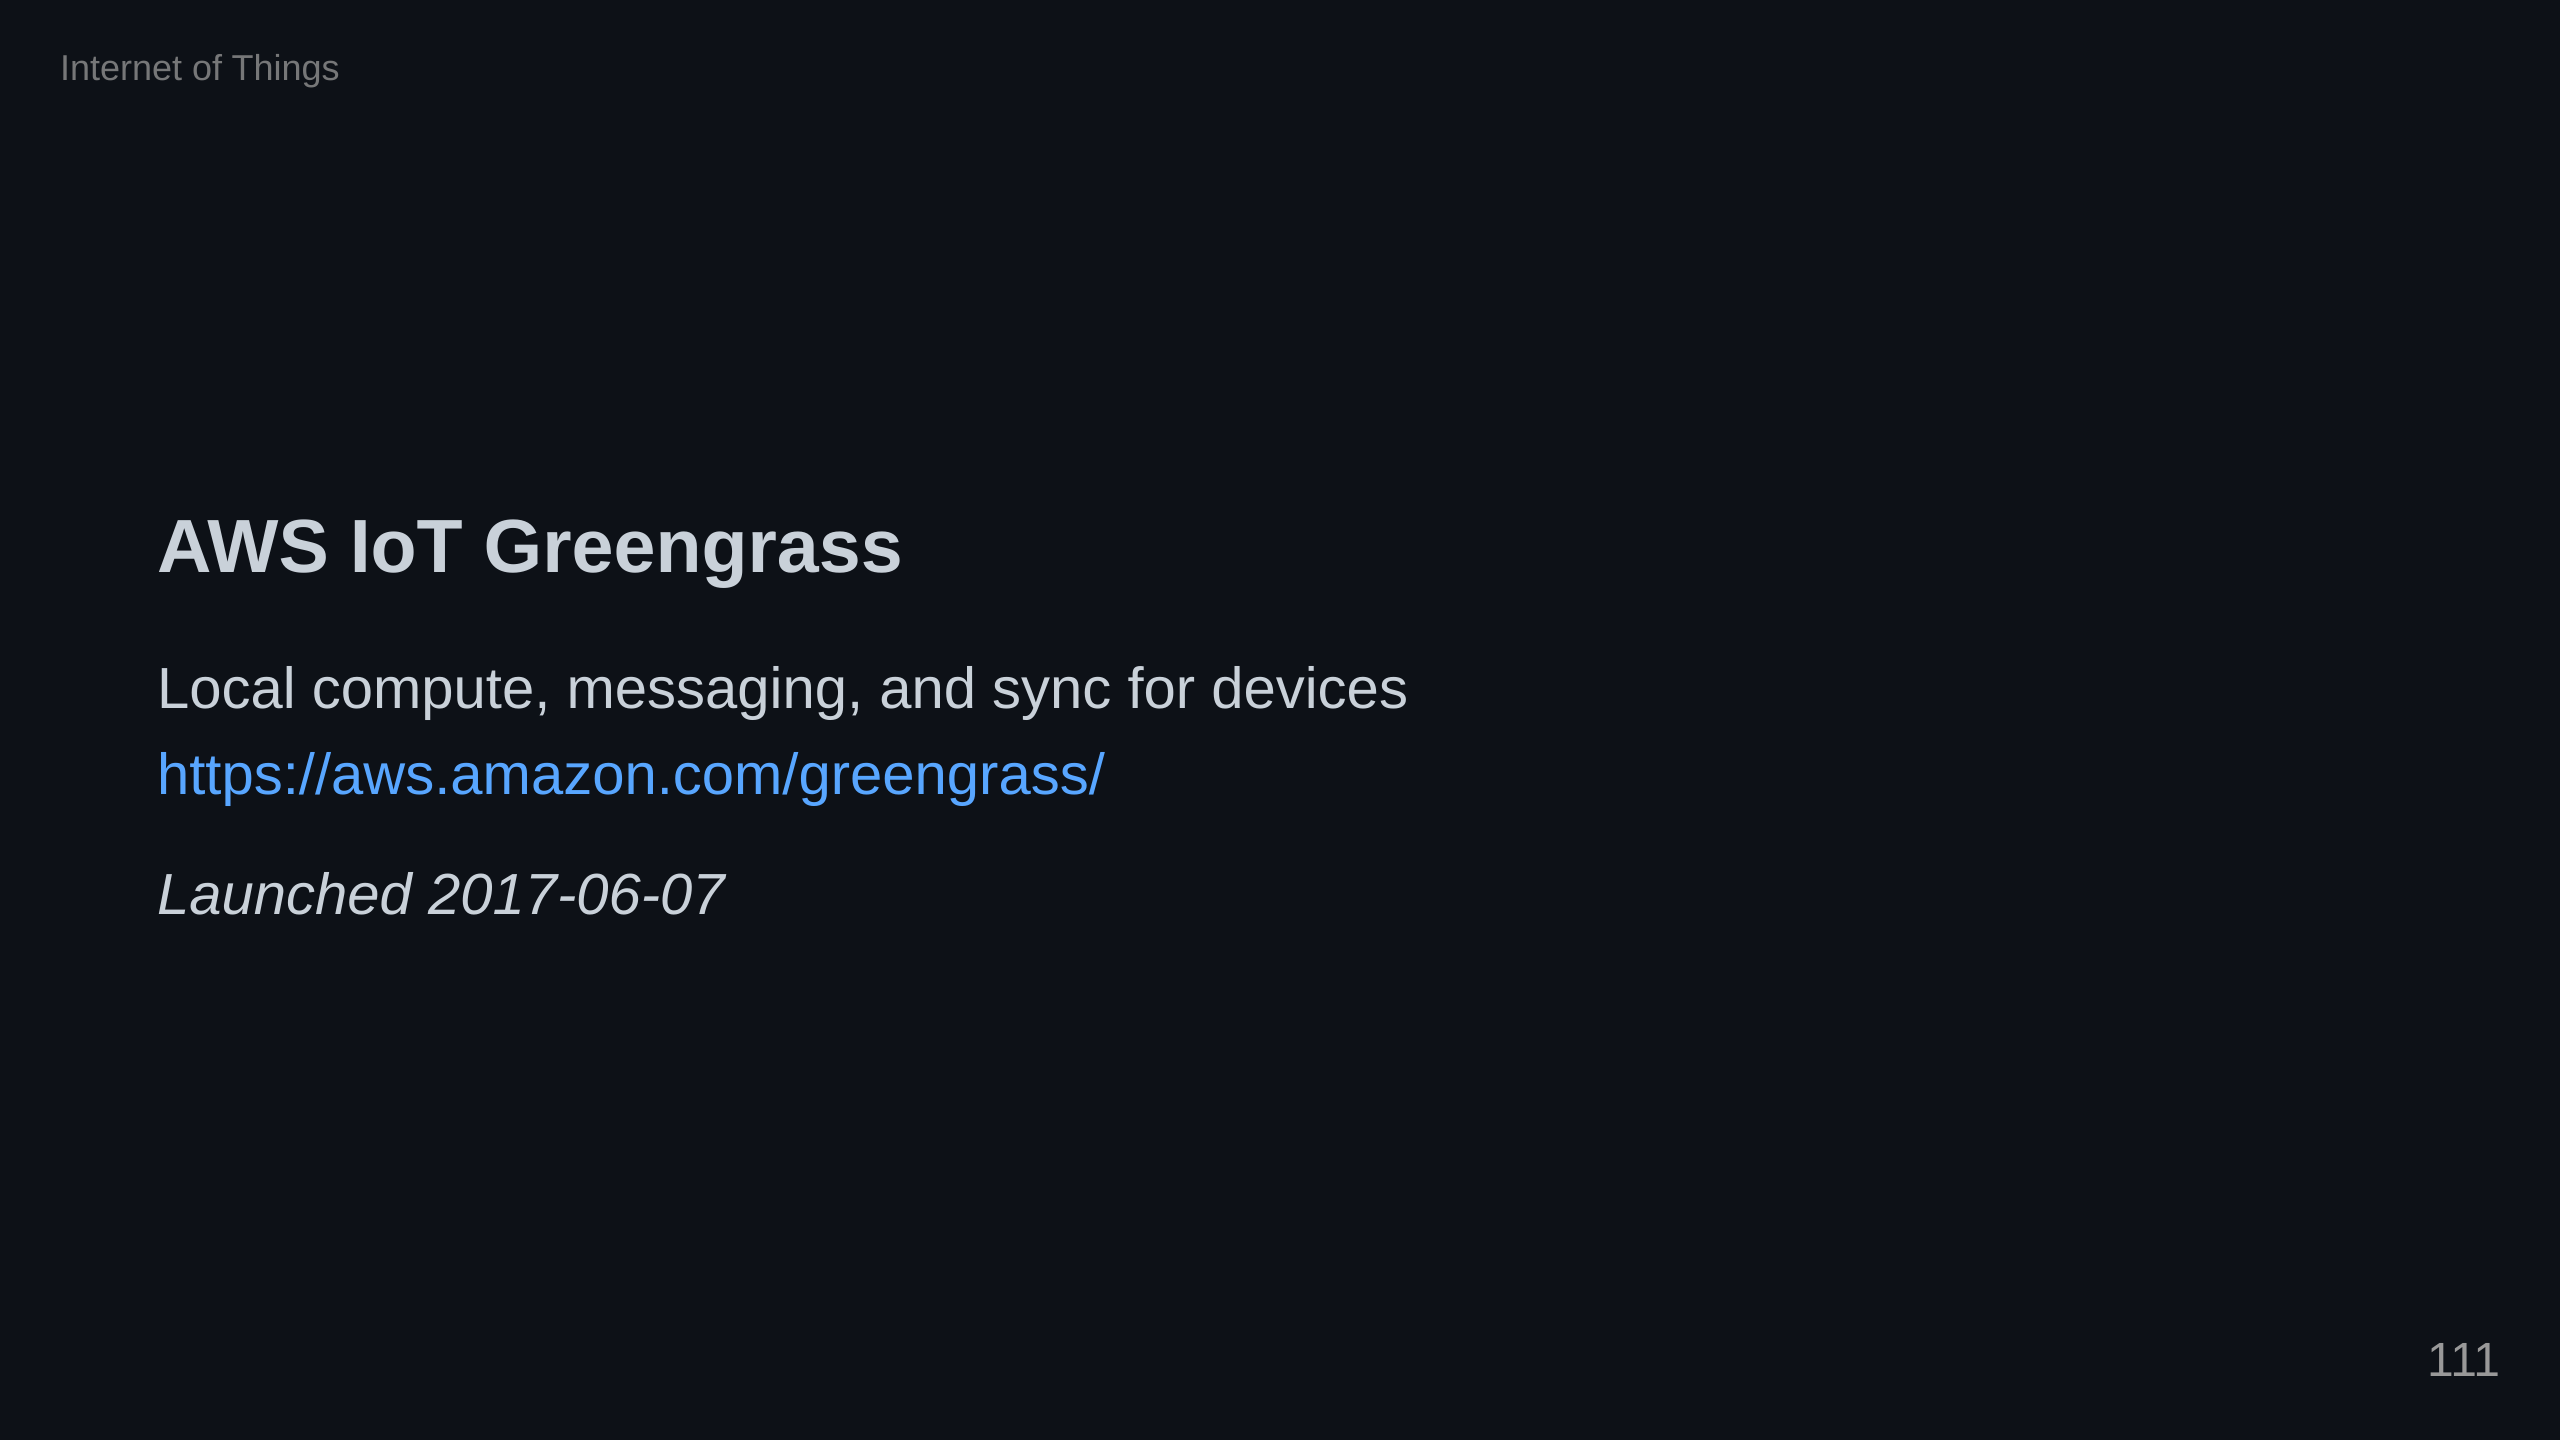 Internet of Things
AWS IoT Greengrass
Local compute, messaging, and sync for devices
https://aws.amazon.com/greengrass/
Launched 2017-06-07
111